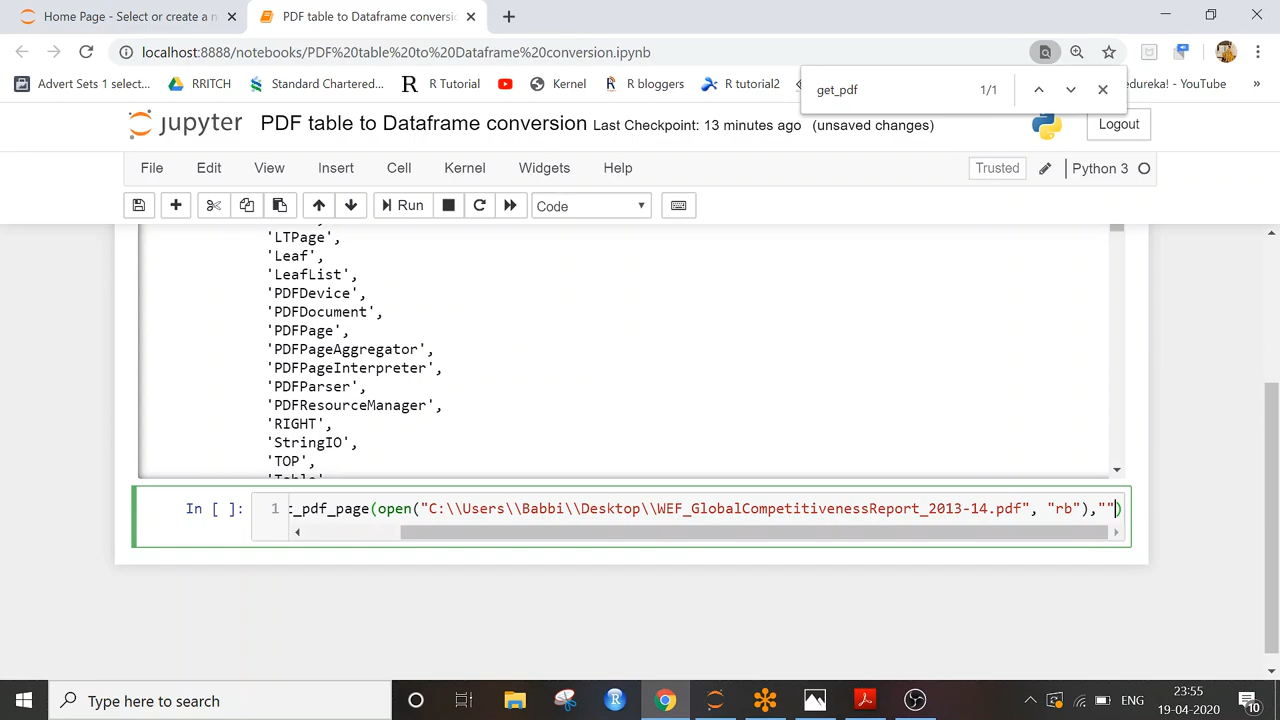 Home Page - Select or create a n
PDF table to Dataframe conversi
localhost:8888/notebooks/PDF%20table%20to%20Dataframe%20conversion.ipynb
Advert Sets 1 select...
RRITCH
Standard Chartered...
R Tutorial
Kernel
R bloggers
R tutorial2
edureka! - YouTube
»
get_pdf
1/1
jupyter
PDF table to Dataframe conversion
Last Checkpoint: 13 minutes ago
(unsaved changes)
Logout
File
Edit
View
Insert
Cell
Kernel
Widgets
Help
Trusted
Python 3
Run
Code
'LTPage',
'Leaf',
'LeafList',
'PDFDevice',
'PDFDocument',
'PDFPage',
'PDFPageAggregator',
'PDFPageInterpreter',
'PDFParser',
'PDFResourceManager',
'RIGHT',
'StringIO',
'TOP',
'Table',
In [ ]:
1
t_pdf_page(open("C:\\Users\\Babbi\\Desktop\\WEF_GlobalCompetitivenessReport_2013-14.pdf", "rb"),"")
Type here to search
ENG
23:55
19-04-2020
10